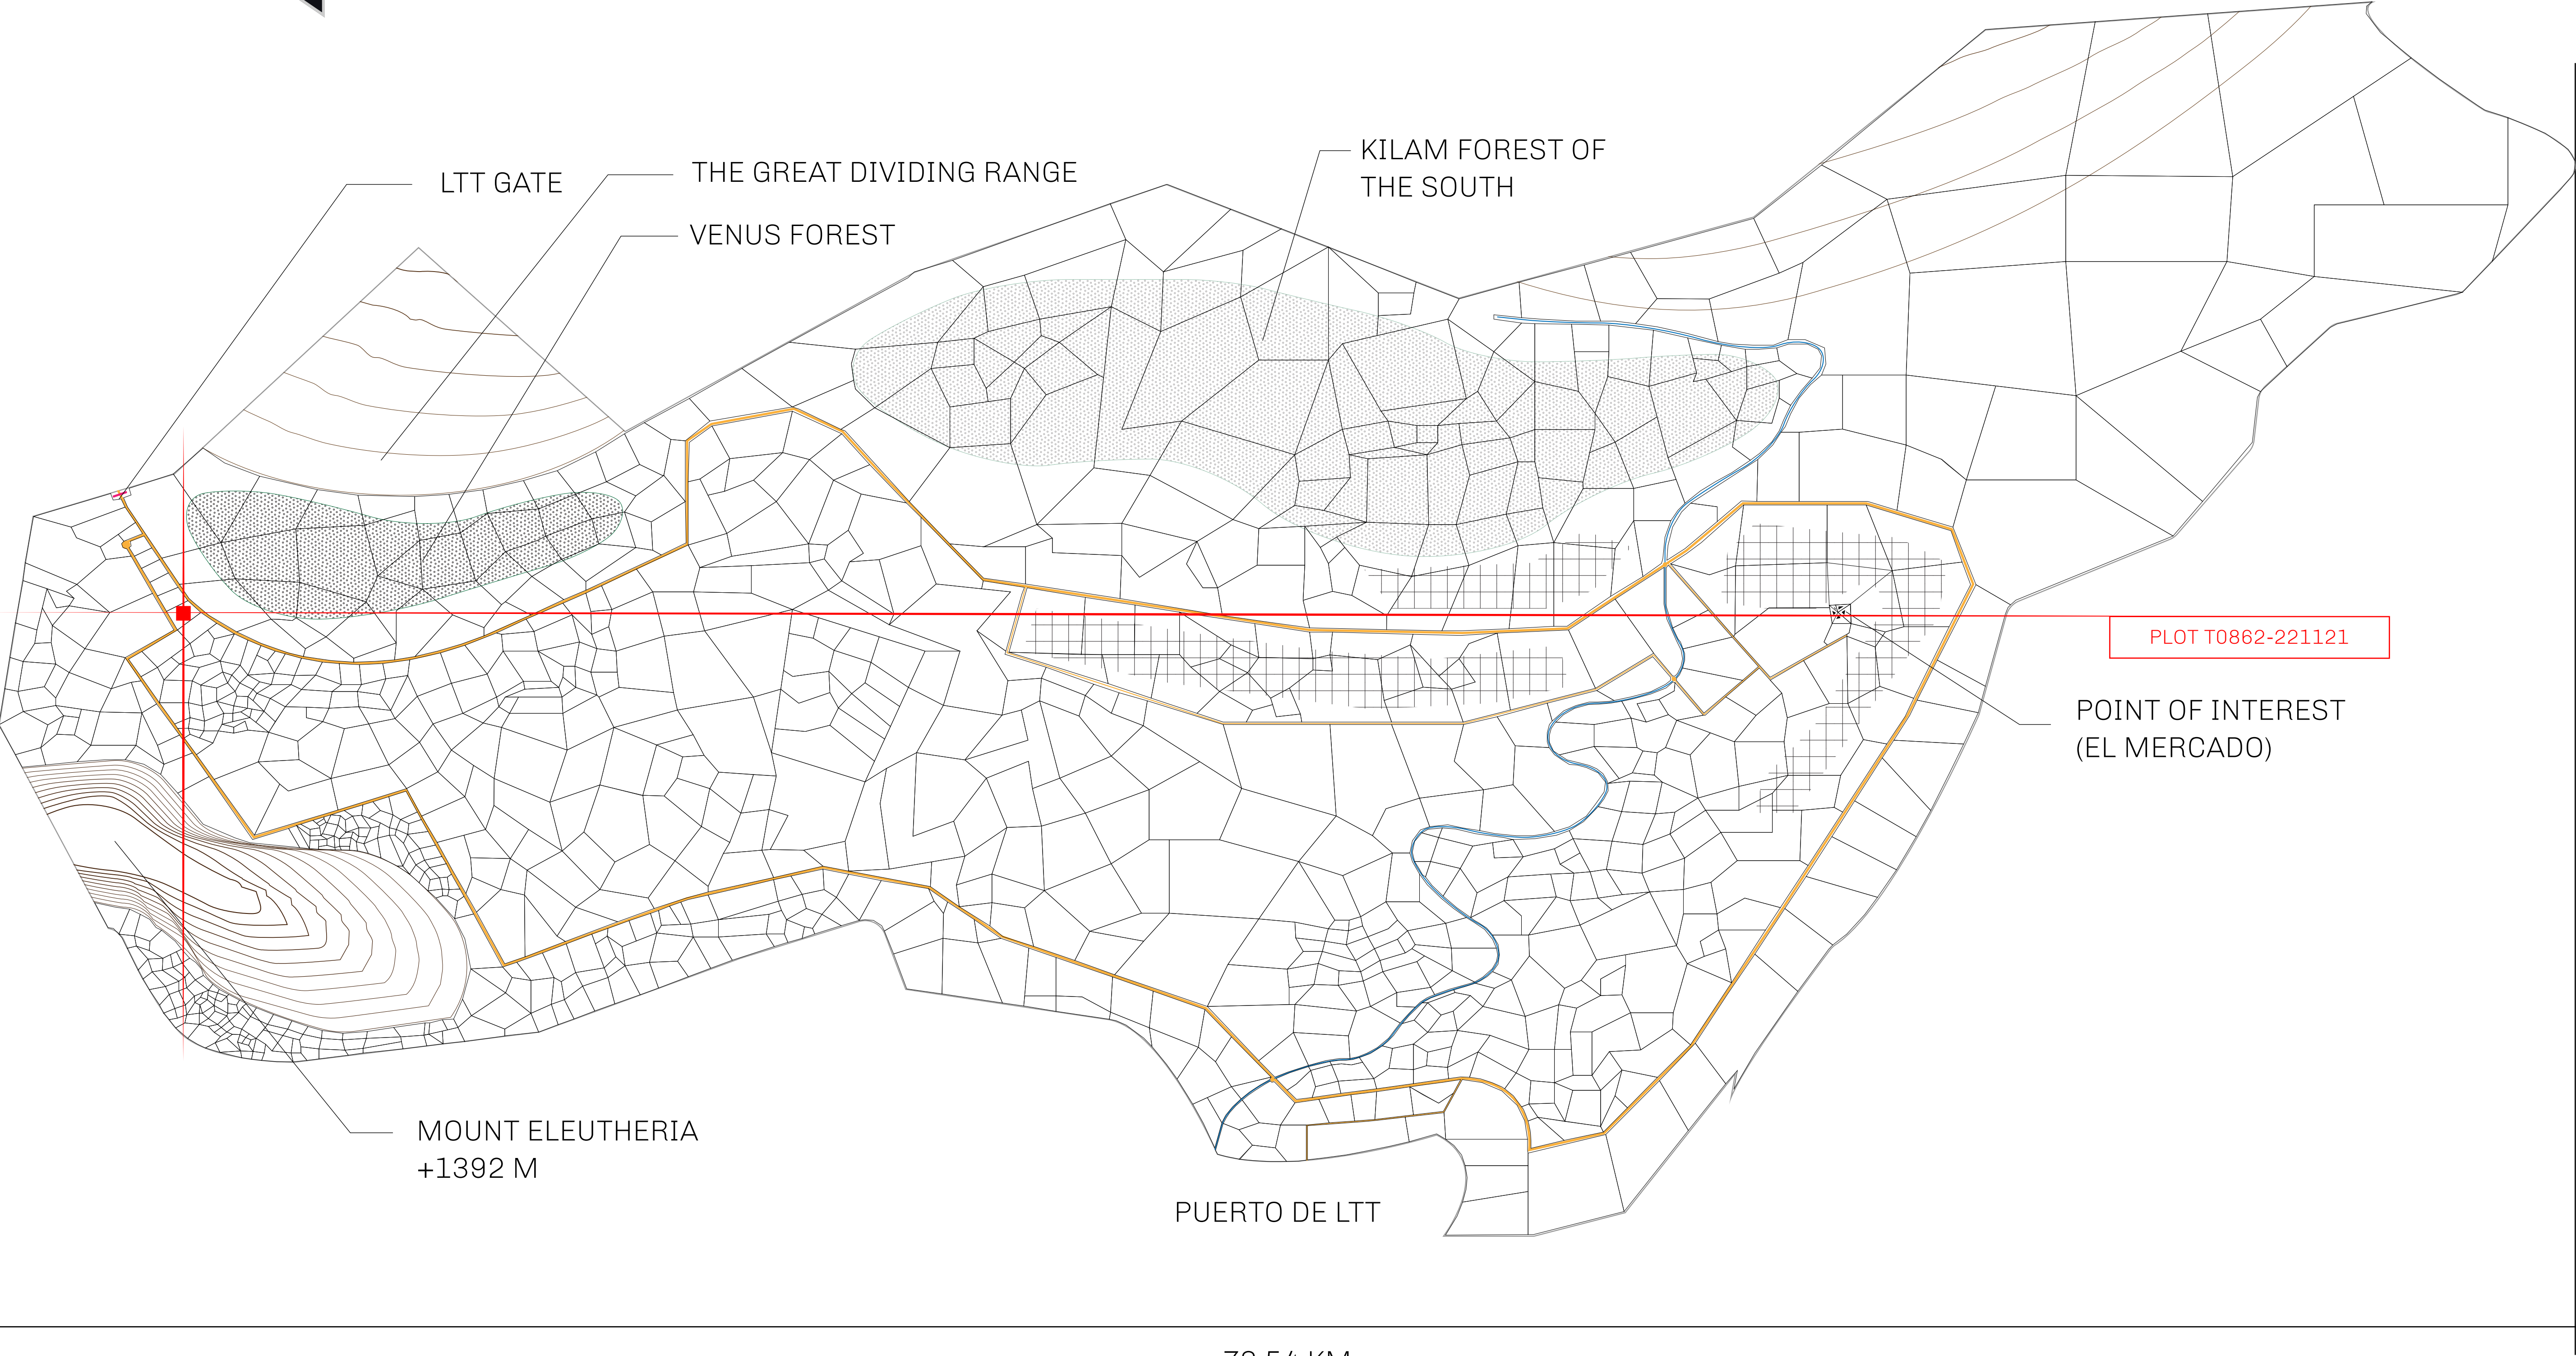 KILAM FOREST OF
THE SOUTH
THE GREAT DIVIDING RANGE
LTT GATE
VENUS FOREST
PLOT T0862-221121
POINT OF INTEREST
(EL MERCADO)
MOUNT ELEUTHERIA
+1392 M
PUERTO DE LTT